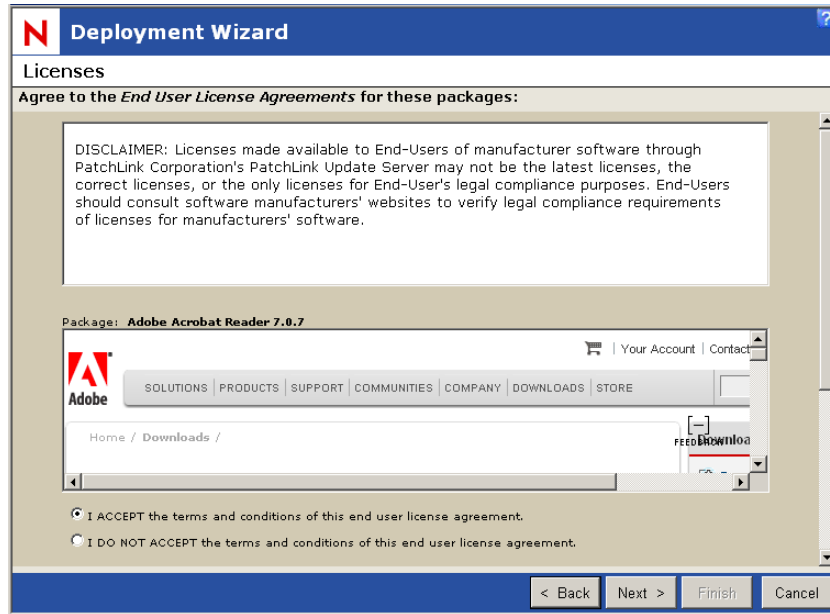 N Deployment Wizard ?
Licenses
Agree to the End User License Agreements for these packages:
DISCLAIMER: Licenses made available to End-Users of manufacturer software through
PatchLink Corporation's PatchLink Update Server may not be the latest licenses, the
correct licenses, or the only licenses for End-User's legal compliance purposes. End-Users
should consult software manufacturers' websites to verify legal compliance requirements
of licenses for manufacturers' software.
Package: Adobe Acrobat Reader 7.0.7
| Your Account | Contact
Adobe
SOLUTIONS | PRODUCTS | SUPPORT | COMMUNITIES | COMPANY | DOWNLOADS | STORE
Home / Downloads /
[–]
I ACCEPT the terms and conditions of this end user license agreement.
I DO NOT ACCEPT the terms and conditions of this end user license agreement.
< Back Next > Finish Cancel